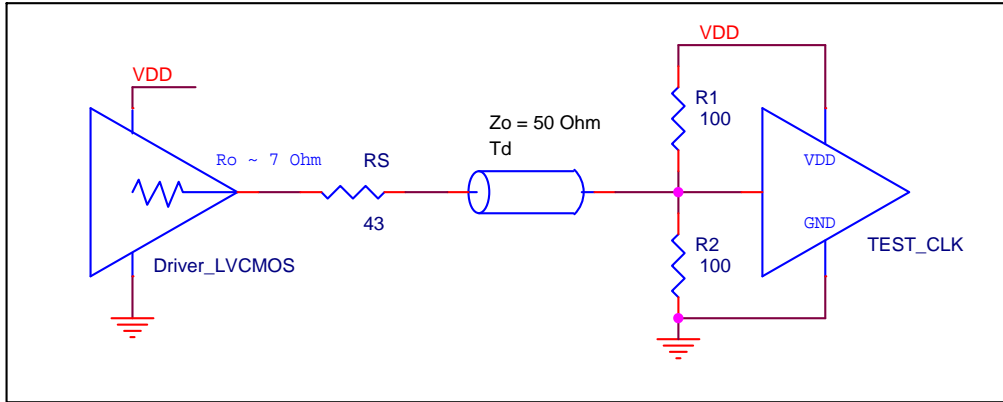 VDD
Ro ~ 7 Ohm
Driver_LVCMOS
RS
43
Zo = 50 Ohm
Td
VDD
R1
100
R2
100
VDD
GND
TEST_CLK